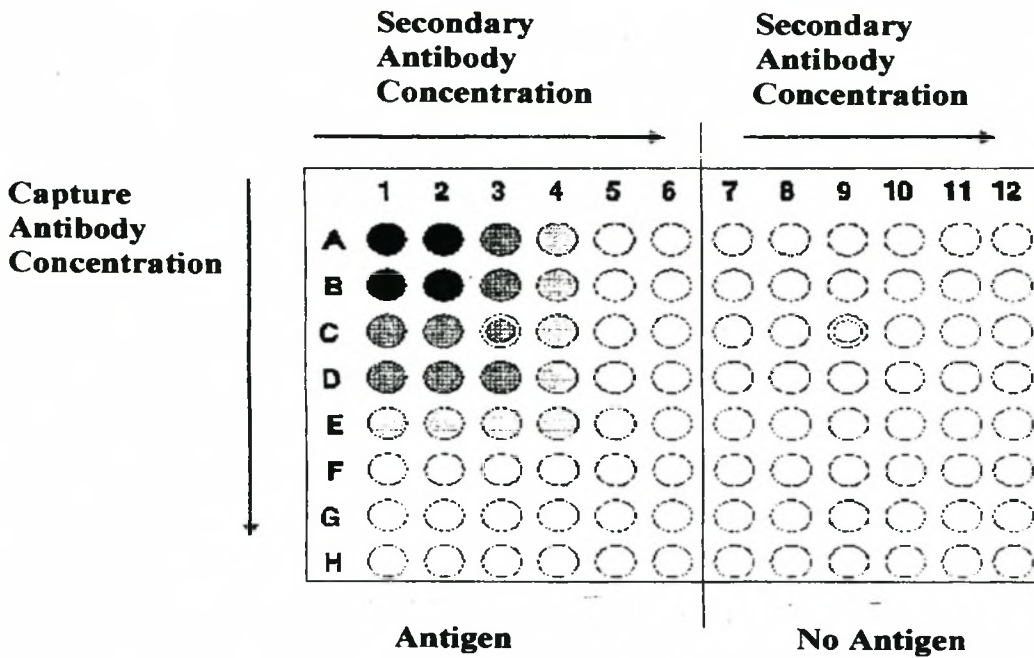 Secondary
Antibody
Concentration
Secondary
Antibody
Concentration
Capture
Antibody
Concentration
1 2 3 4 5 6 7 8 9 10 11 12
A
B
C
D
E
F
G
H
Antigen
No Antigen